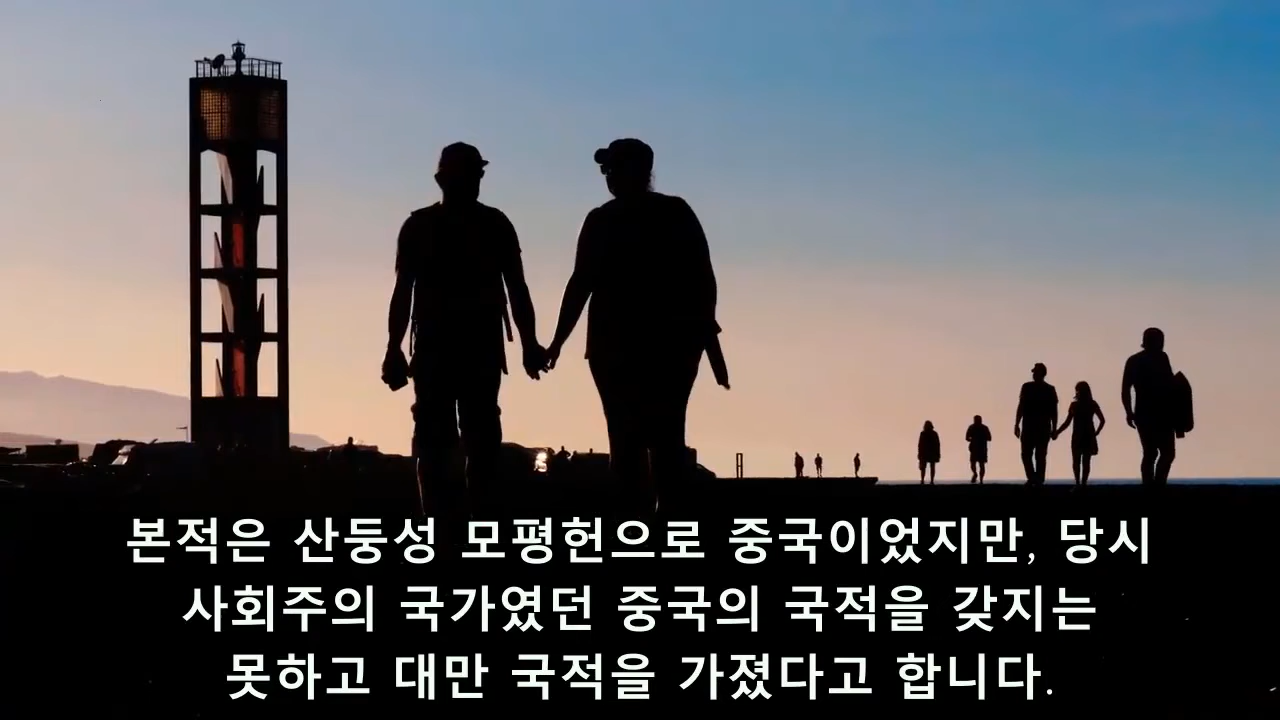 본적은 산둥성 모평헌으로 중국이었지만, 당시
사회주의 국가였던 중국의 국적을 갖지는
못하고 대만 국적을 가졌다고 합니다.